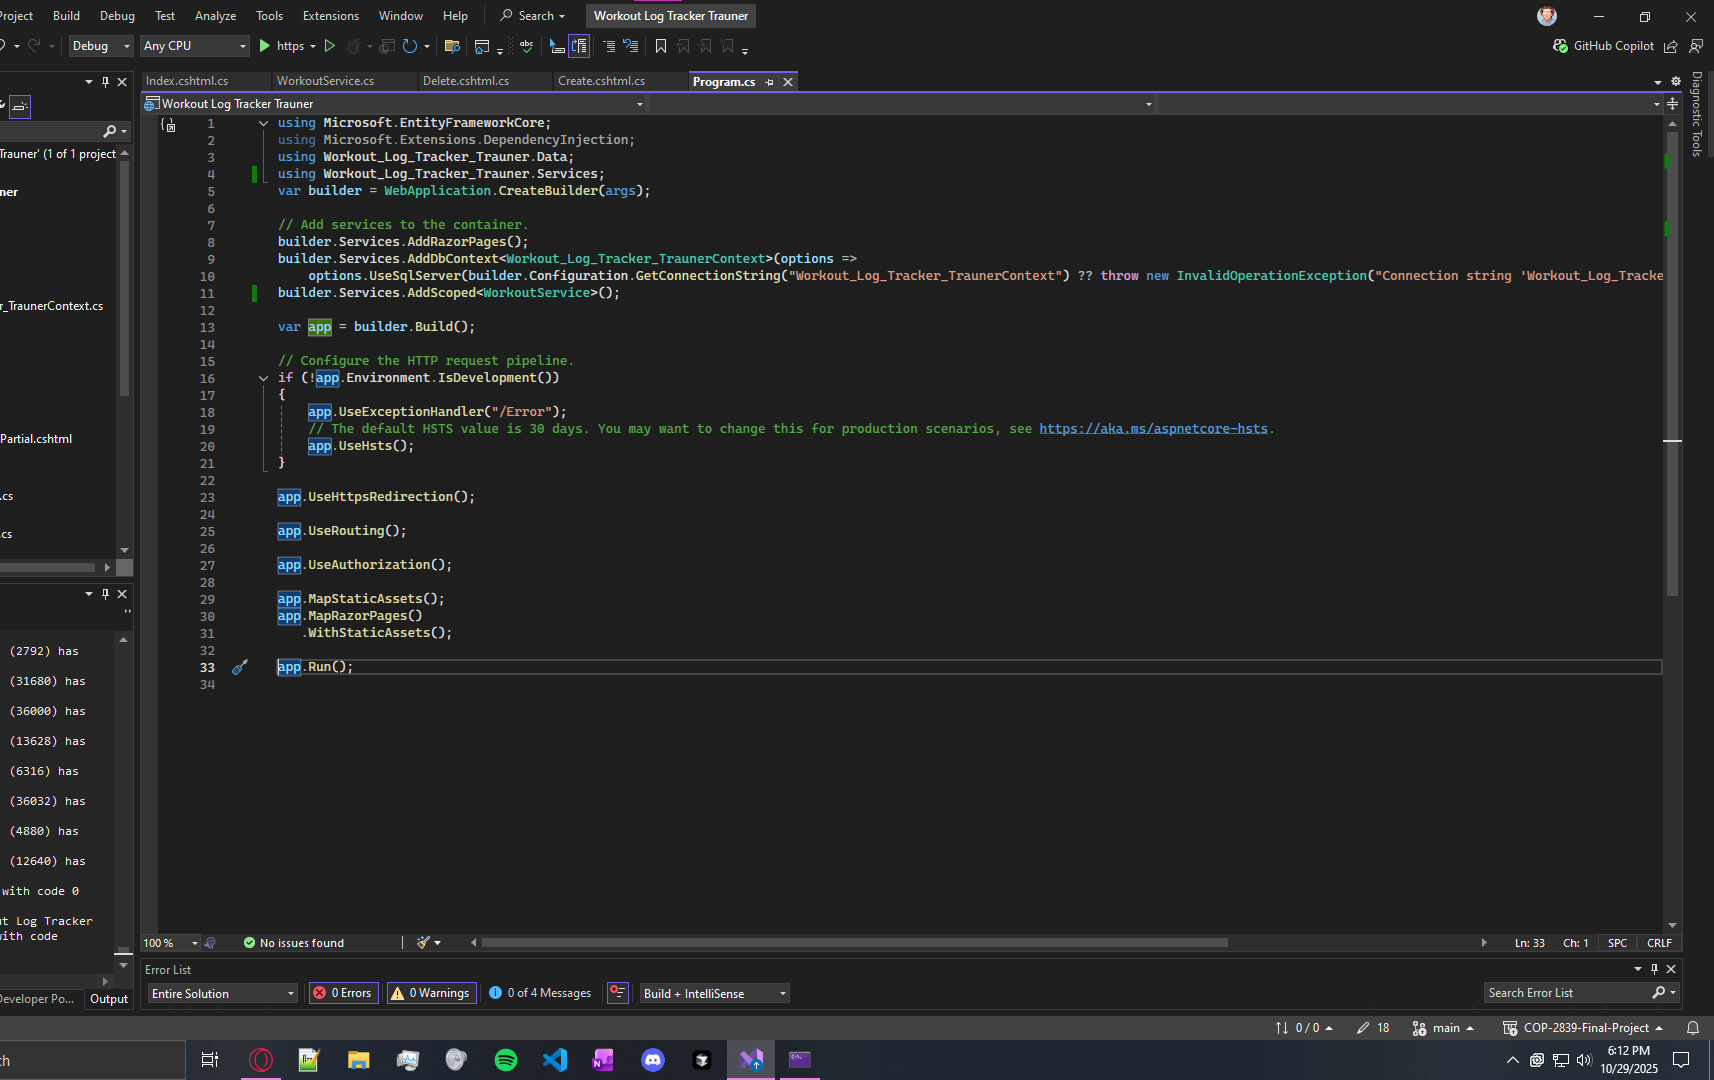 Project Build Debug Test Analyze Tools Extensions Window Help Search Workout Log Tracker Trauner
Debug Any CPU https GitHub Copilot
Index.cshtml.cs WorkoutService.cs Delete.cshtml.cs Create.cshtml.cs Program.cs
Workout Log Tracker Trauner
Diagnostic Tools
Trauner' (1 of 1 project
ner
r_TraunerContext.cs
Partial.cshtml
.cs
.cs
1 using Microsoft.EntityFrameworkCore;
2 using Microsoft.Extensions.DependencyInjection;
3 using Workout_Log_Tracker_Trauner.Data;
4 using Workout_Log_Tracker_Trauner.Services;
5 var builder = WebApplication.CreateBuilder(args);
6
7 // Add services to the container.
8 builder.Services.AddRazorPages();
9 builder.Services.AddDbContext<Workout_Log_Tracker_TraunerContext>(options =>
10 options.UseSqlServer(builder.Configuration.GetConnectionString("Workout_Log_Tracker_TraunerContext") ?? throw new InvalidOperationException("Connection string 'Workout_Log_Tracke
11 builder.Services.AddScoped<WorkoutService>();
12
13 var app = builder.Build();
14
15 // Configure the HTTP request pipeline.
16 if (!app.Environment.IsDevelopment())
17 {
18 app.UseExceptionHandler("/Error");
19 // The default HSTS value is 30 days. You may want to change this for production scenarios, see https://aka.ms/aspnetcore-hsts.
20 app.UseHsts();
21 }
22
23 app.UseHttpsRedirection();
24
25 app.UseRouting();
26
27 app.UseAuthorization();
28
29 app.MapStaticAssets();
30 app.MapRazorPages()
31 .WithStaticAssets();
32
33 app.Run();
34
(2792) has
(31680) has
(36000) has
(13628) has
(6316) has
(36032) has
(4880) has
(12640) has
with code 0
ut Log Tracker
with code
Developer Po... Output
100 % No issues found Ln: 33 Ch: 1 SPC CRLF
Error List
Entire Solution 0 Errors 0 Warnings 0 of 4 Messages Build + IntelliSense Search Error List
0 / 0 18 main COP-2839-Final-Project
ch
6:12 PM
10/29/2025